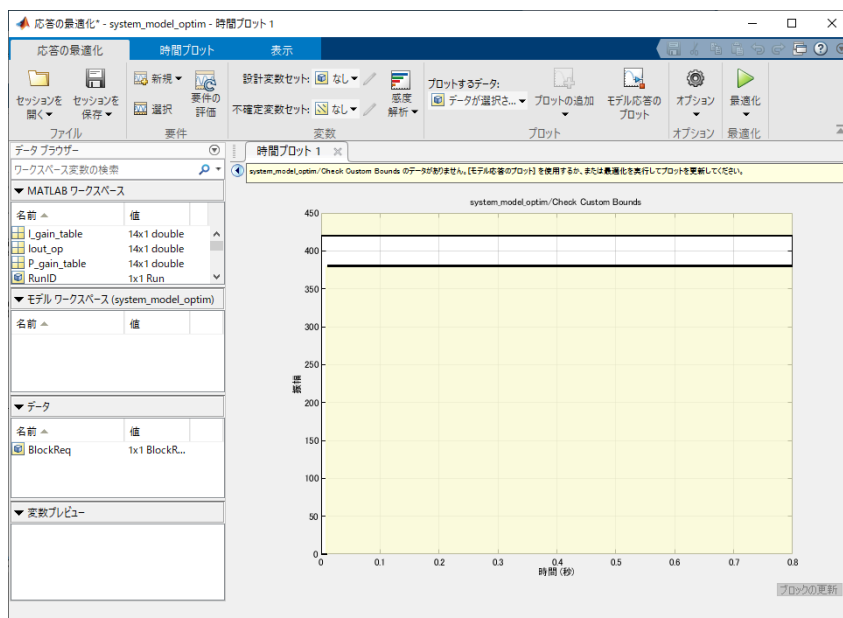 応答の最適化* - system_model_optim - 時間プロット 1
応答の最適化 時間プロット 表示
セッションを開く セッションを保存 新規 選択 要件の評価 設計変数セット: なし 不確定変数セット: なし 感度解析 プロットするデータ: データが選択さ... プロットの追加 モデル応答のプロット オプション 最適化
ファイル 要件 変数 プロット オプション 最適化
データ ブラウザー
ワークスペース変数の検索
MATLAB ワークスペース
名前 値
I_gain_table 14x1 double
Iout_op 14x1 double
P_gain_table 14x1 double
RunID 1x1 Run
モデル ワークスペース (system_model_optim)
名前 値
データ
名前 値
BlockReq 1x1 BlockR...
変数プレビュー
時間プロット 1
system_model_optim/Check Custom Bounds のデータがありません。[モデル応答のプロット] を使用するか、または最適化を実行してプロットを更新してください。
system_model_optim/Check Custom Bounds
450
400
350
300
250
200
150
100
50
0
振幅
0 0.1 0.2 0.3 0.4 0.5 0.6 0.7 0.8
時間 (秒)
ブロックの更新